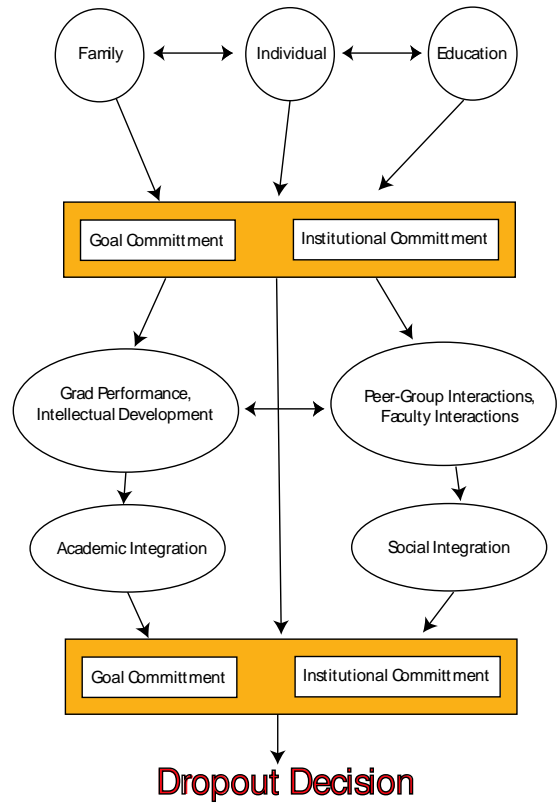 Family
Individual
Education
Goal Committment
Institutional Committment
Grad Performance,
Intellectual Development
Peer-Group Interactions,
Faculty Interactions
Academic Integration
Social Integration
Goal Committment
Institutional Committment
Dropout Decision